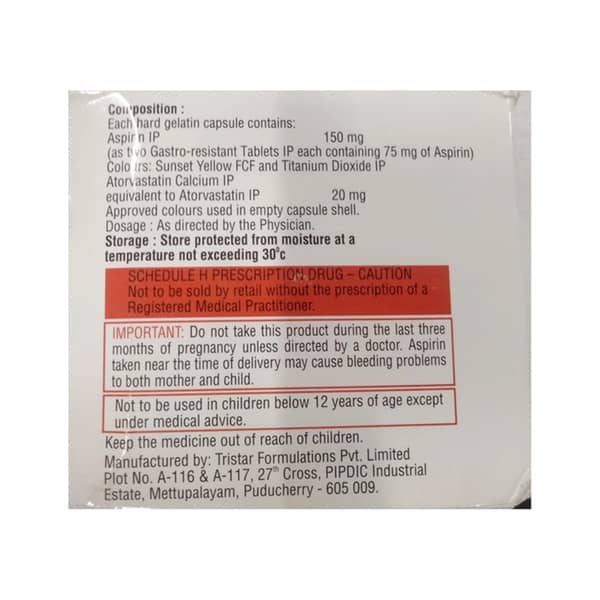 Composition :
Each hard gelatin capsule contains:
Aspirin IP 150 mg
(as two Gastro-resistant Tablets IP each containing 75 mg of Aspirin)
Colours: Sunset Yellow FCF and Titanium Dioxide IP
Atorvastatin Calcium IP
equivalent to Atorvastatin IP 20 mg
Approved colours used in empty capsule shell.
Dosage : As directed by the Physician.
Storage : Store protected from moisture at a
temperature not exceeding 30°c
SCHEDULE H PRESCRIPTION DRUG – CAUTION
Not to be sold by retail without the prescription of a
Registered Medical Practitioner.
IMPORTANT: Do not take this product during the last three
months of pregnancy unless directed by a doctor. Aspirin
taken near the time of delivery may cause bleeding problems
to both mother and child.
Not to be used in children below 12 years of age except
under medical advice.
Keep the medicine out of reach of children.
Manufactured by: Tristar Formulations Pvt. Limited
Plot No. A-116 & A-117, 27th Cross, PIPDIC Industrial
Estate, Mettupalayam, Puducherry - 605 009.